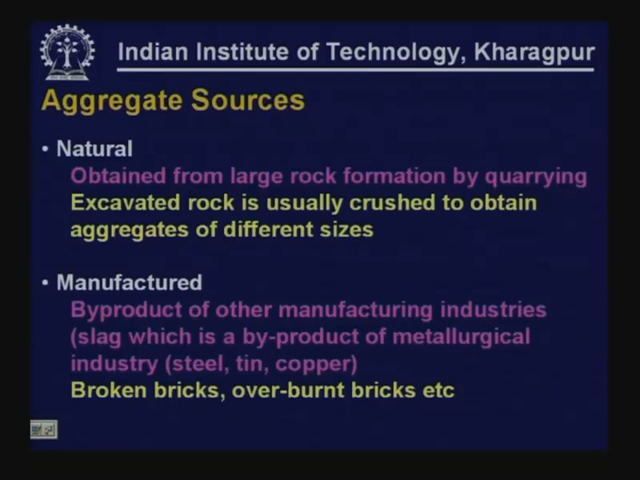 Indian Institute of Technology, Kharagpur
Aggregate Sources
• Natural
Obtained from large rock formation by quarrying
Excavated rock is usually crushed to obtain
aggregates of different sizes
• Manufactured
Byproduct of other manufacturing industries
(slag which is a by-product of metallurgical
industry (steel, tin, copper)
Broken bricks, over-burnt bricks etc